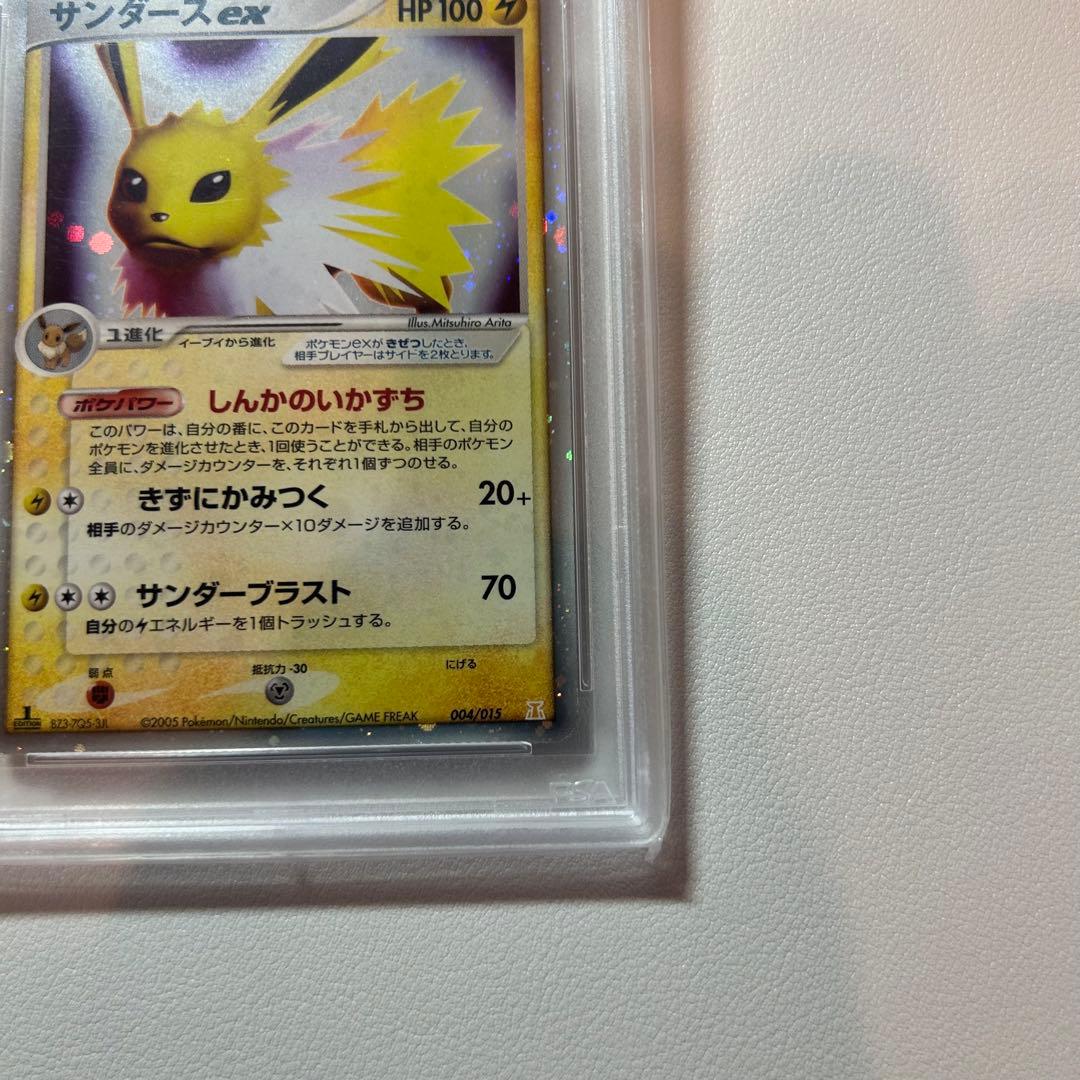 サンダースex HP100
Illus.Mitsuhiro Arita
1進化 イーブイから進化
ポケモンexが きぜつしたとき、
相手プレイヤーはサイドを2枚とります。
ポケパワー しんかのいかずち
このパワーは、自分の番に、このカードを手札から出して、自分の
ポケモンを進化させたとき、1回使うことができる。相手のポケモン
全員に、ダメージカウンターを、それぞれ1個ずつのせる。
きずにかみつく 20+
相手のダメージカウンター×10ダメージを追加する。
サンダーブラスト 70
自分のエネルギーを1個トラッシュする。
弱点 抵抗力 -30 にげる
1 EDITION BZ3-7Q5-3JL ©2005 Pokémon/Nintendo/Creatures/GAME FREAK 004/015
PSA